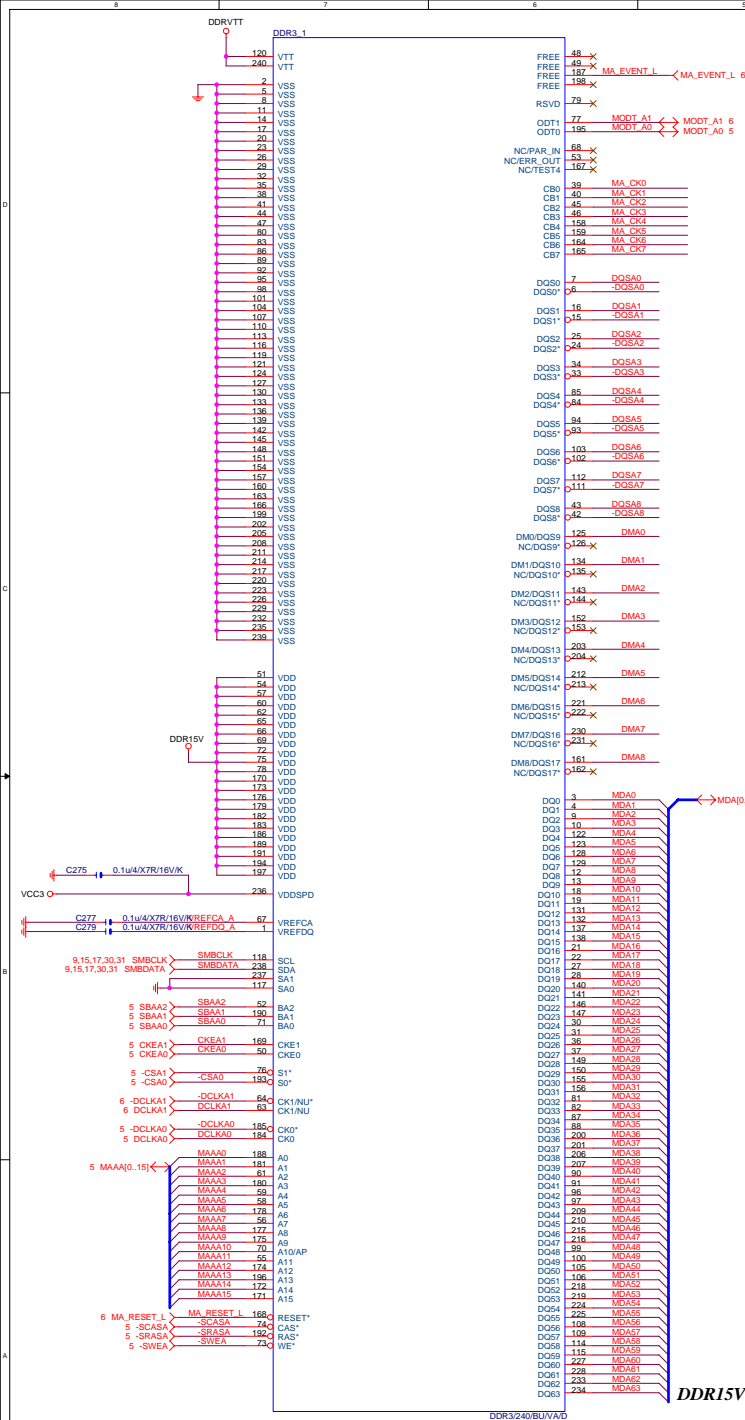 8 7 6 5
DDRVTT
DDR3_1
120 VTT
240 VTT
2 VSS
5 VSS
8 VSS
11 VSS
14 VSS
17 VSS
20 VSS
23 VSS
26 VSS
29 VSS
32 VSS
35 VSS
38 VSS
41 VSS
44 VSS
47 VSS
80 VSS
83 VSS
86 VSS
89 VSS
92 VSS
95 VSS
98 VSS
101 VSS
104 VSS
107 VSS
110 VSS
113 VSS
116 VSS
119 VSS
121 VSS
124 VSS
127 VSS
130 VSS
133 VSS
136 VSS
139 VSS
142 VSS
145 VSS
148 VSS
151 VSS
154 VSS
157 VSS
160 VSS
163 VSS
166 VSS
199 VSS
202 VSS
205 VSS
208 VSS
211 VSS
214 VSS
217 VSS
220 VSS
223 VSS
226 VSS
229 VSS
232 VSS
235 VSS
239 VSS
51 VDD
54 VDD
57 VDD
60 VDD
62 VDD
65 VDD
66 VDD
69 VDD
DDR15V
72 VDD
75 VDD
78 VDD
170 VDD
173 VDD
176 VDD
179 VDD
182 VDD
183 VDD
186 VDD
189 VDD
191 VDD
194 VDD
197 VDD
C275 0.1u/4/X7R/16V/K
VCC3 236 VDDSPD
C277 0.1u/4/X7R/16V/K VREFCA_A 67 VREFCA
C279 0.1u/4/X7R/16V/K VREFDQ_A 1 VREFDQ
9,15,17,30,31 SMBCLK SMBCLK 118 SCL
9,15,17,30,31 SMBDATA SMBDATA 238 SDA
237 SA1
117 SA0
5 SBAA2 SBAA2 52 BA2
5 SBAA1 SBAA1 190 BA1
5 SBAA0 SBAA0 71 BA0
5 CKEA1 CKEA1 169 CKE1
5 CKEA0 CKEA0 50 CKE0
5 -CSA1 76 S1*
5 -CSA0 -CSA0 193 S0*
6 -DCLKA1 -DCLKA1 64 CK1/NU*
6 DCLKA1 DCLKA1 63 CK1/NU
5 -DCLKA0 -DCLKA0 185 CK0*
5 DCLKA0 DCLKA0 184 CK0
5 MAAA[0..15]
MAAA0 188 A0
MAAA1 181 A1
MAAA2 61 A2
MAAA3 180 A3
MAAA4 59 A4
MAAA5 58 A5
MAAA6 178 A6
MAAA7 56 A7
MAAA8 177 A8
MAAA9 175 A9
MAAA10 70 A10/AP
MAAA11 55 A11
MAAA12 174 A12
MAAA13 196 A13
MAAA14 172 A14
MAAA15 171 A15
6 MA_RESET_L MA_RESET_L 168 RESET*
5 -SCASA -SCASA 74 CAS*
5 -SRASA -SRASA 192 RAS*
5 -SWEA -SWEA 73 WE*
FREE 48
FREE 49
FREE 187 MA_EVENT_L MA_EVENT_L 6
FREE 198
RSVD 79
ODT1 77 MODT_A1 MODT_A1 6
ODT0 195 MODT_A0 MODT_A0 5
NC/PAR_IN 68
NC/ERR_OUT 53
NC/TEST4 167
CB0 39 MA_CK0
CB1 40 MA_CK1
CB2 45 MA_CK2
CB3 46 MA_CK3
CB4 158 MA_CK4
CB5 159 MA_CK5
CB6 164 MA_CK6
CB7 165 MA_CK7
DQS0 7 DQSA0
DQS0* 6 -DQSA0
DQS1 16 DQSA1
DQS1* 15 -DQSA1
DQS2 25 DQSA2
DQS2* 24 -DQSA2
DQS3 34 DQSA3
DQS3* 33 -DQSA3
DQS4 85 DQSA4
DQS4* 84 -DQSA4
DQS5 94 DQSA5
DQS5* 93 -DQSA5
DQS6 103 DQSA6
DQS6* 102 -DQSA6
DQS7 112 DQSA7
DQS7* 111 -DQSA7
DQS8 43 DQSA8
DQS8* 42 -DQSA8
DM0/DQS9 125 DMA0
NC/DQS9* 126
DM1/DQS10 134 DMA1
NC/DQS10* 135
DM2/DQS11 143 DMA2
NC/DQS11* 144
DM3/DQS12 152 DMA3
NC/DQS12* 153
DM4/DQS13 203 DMA4
NC/DQS13* 204
DM5/DQS14 212 DMA5
NC/DQS14* 213
DM6/DQS15 221 DMA6
NC/DQS15* 222
DM7/DQS16 230 DMA7
NC/DQS16* 231
DM8/DQS17 161 DMA8
NC/DQS17* 162
DQ0 3 MDA0 MDA[0.
DQ1 4 MDA1
DQ2 9 MDA2
DQ3 10 MDA3
DQ4 122 MDA4
DQ5 123 MDA5
DQ6 128 MDA6
DQ7 129 MDA7
DQ8 12 MDA8
DQ9 13 MDA9
DQ10 18 MDA10
DQ11 19 MDA11
DQ12 131 MDA12
DQ13 132 MDA13
DQ14 137 MDA14
DQ15 138 MDA15
DQ16 21 MDA16
DQ17 22 MDA17
DQ18 27 MDA18
DQ19 28 MDA19
DQ20 140 MDA20
DQ21 141 MDA21
DQ22 146 MDA22
DQ23 147 MDA23
DQ24 30 MDA24
DQ25 31 MDA25
DQ26 36 MDA26
DQ27 37 MDA27
DQ28 149 MDA28
DQ29 150 MDA29
DQ30 155 MDA30
DQ31 156 MDA31
DQ32 81 MDA32
DQ33 82 MDA33
DQ34 87 MDA34
DQ35 88 MDA35
DQ36 200 MDA36
DQ37 201 MDA37
DQ38 206 MDA38
DQ39 207 MDA39
DQ40 90 MDA40
DQ41 91 MDA41
DQ42 96 MDA42
DQ43 97 MDA43
DQ44 209 MDA44
DQ45 210 MDA45
DQ46 215 MDA46
DQ47 216 MDA47
DQ48 99 MDA48
DQ49 100 MDA49
DQ50 105 MDA50
DQ51 106 MDA51
DQ52 218 MDA52
DQ53 219 MDA53
DQ54 224 MDA54
DQ55 225 MDA55
DQ56 108 MDA56
DQ57 109 MDA57
DQ58 114 MDA58
DQ59 115 MDA59
DQ60 227 MDA60
DQ61 228 MDA61
DQ62 233 MDA62
DQ63 234 MDA63
DDR15V
DDR3/240/BU/VA/D
D
C
B
A